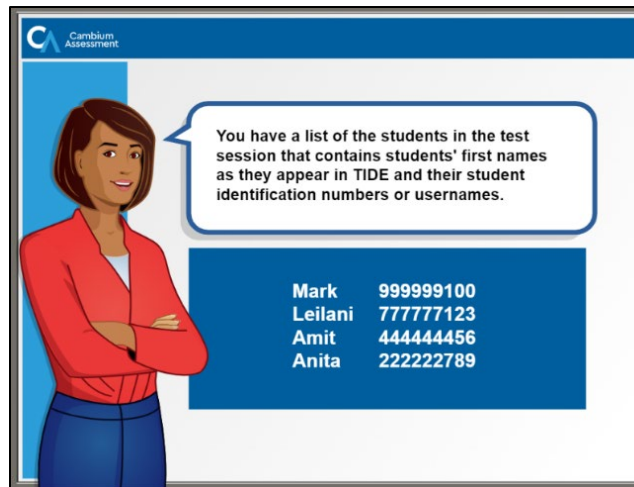 Cambium
Assessment
You have a list of the students in the test
session that contains students' first names
as they appear in TIDE and their student
identification numbers or usernames.
Mark 999999100
Leilani 777777123
Amit 444444456
Anita 222222789